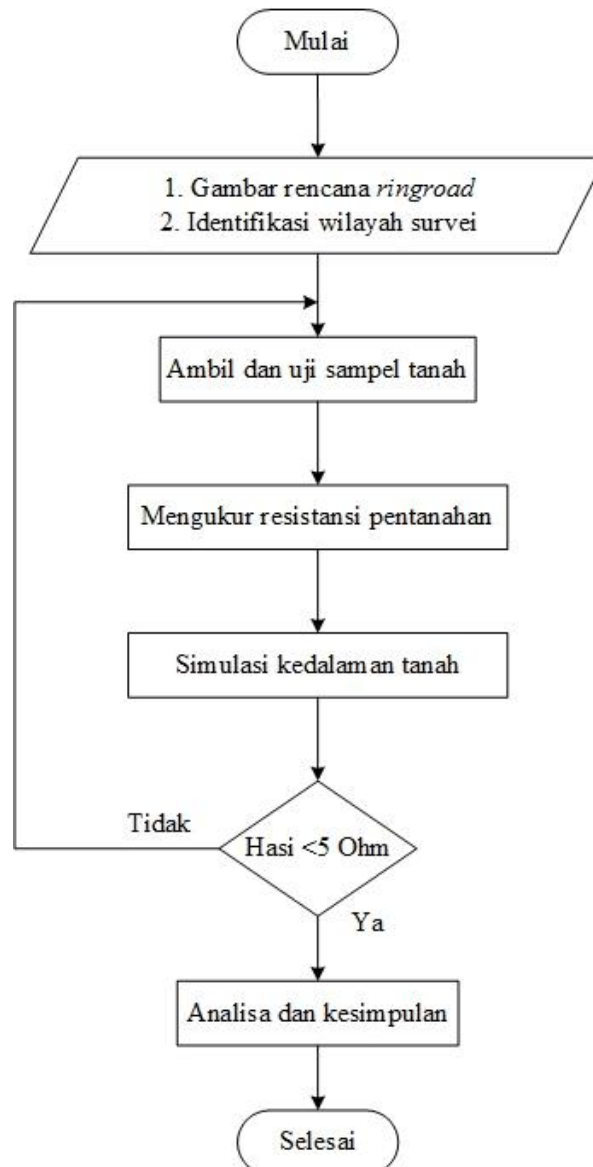 Mulai
1. Gambar rencana ringroad
2. Identifikasi wilayah survei
Ambil dan uji sampel tanah
Mengukur resistansi pentanahan
Simulasi kedalaman tanah
Tidak
Hasi <5 Ohm
Ya
Analisa dan kesimpulan
Selesai